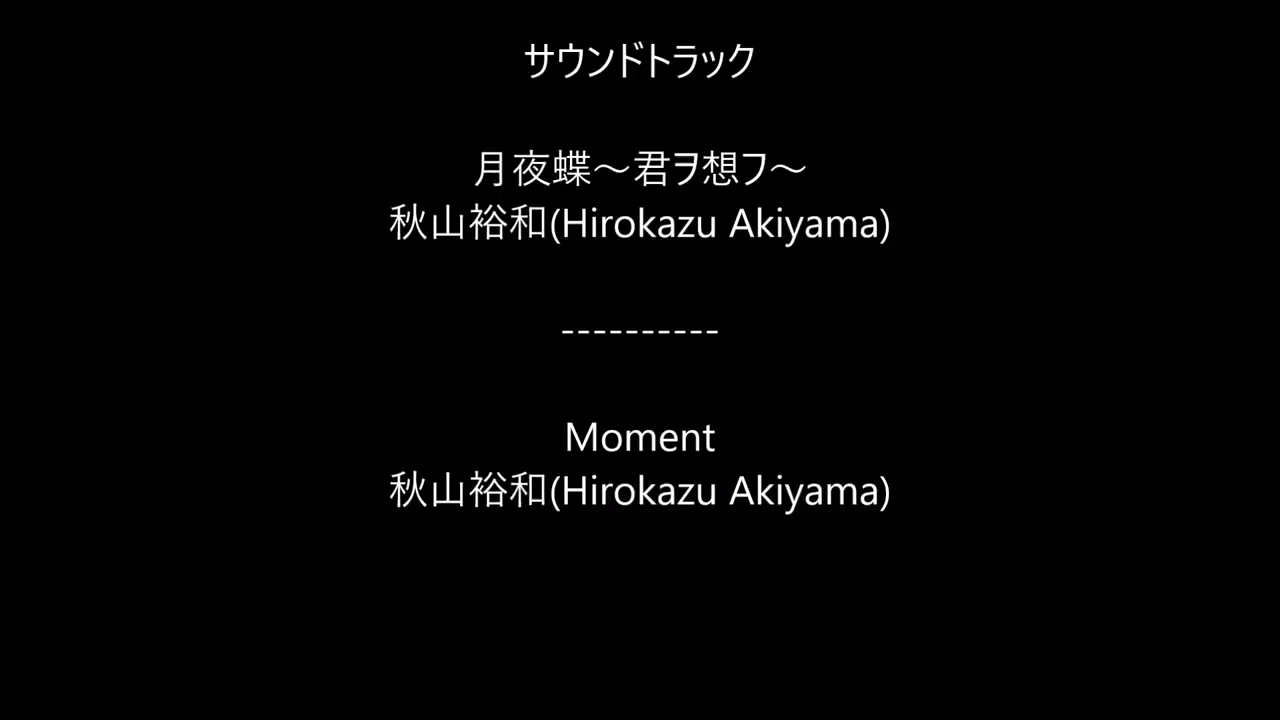 サウンドトラック
月夜蝶～君ヲ想フ～
秋山裕和(Hirokazu Akiyama)
----------
Moment
秋山裕和(Hirokazu Akiyama)